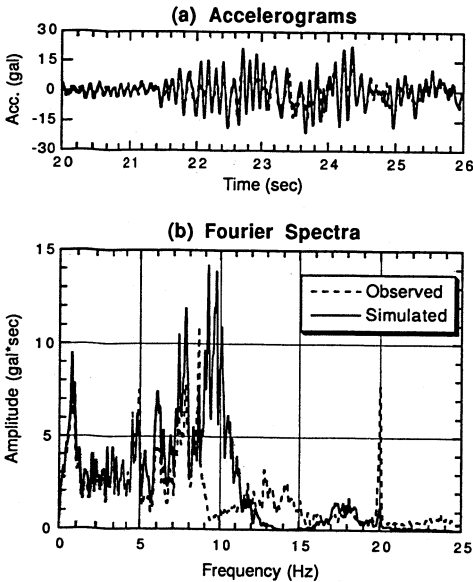 (a) Accelerograms
30
15
0
-15
-30
Acc. (gal)
20 21 22 23 24 25 26
Time (sec)
(b) Fourier Spectra
15
10
5
0
Amplitude (gal*sec)
Observed
Simulated
0 5 10 15 20 25
Frequency (Hz)